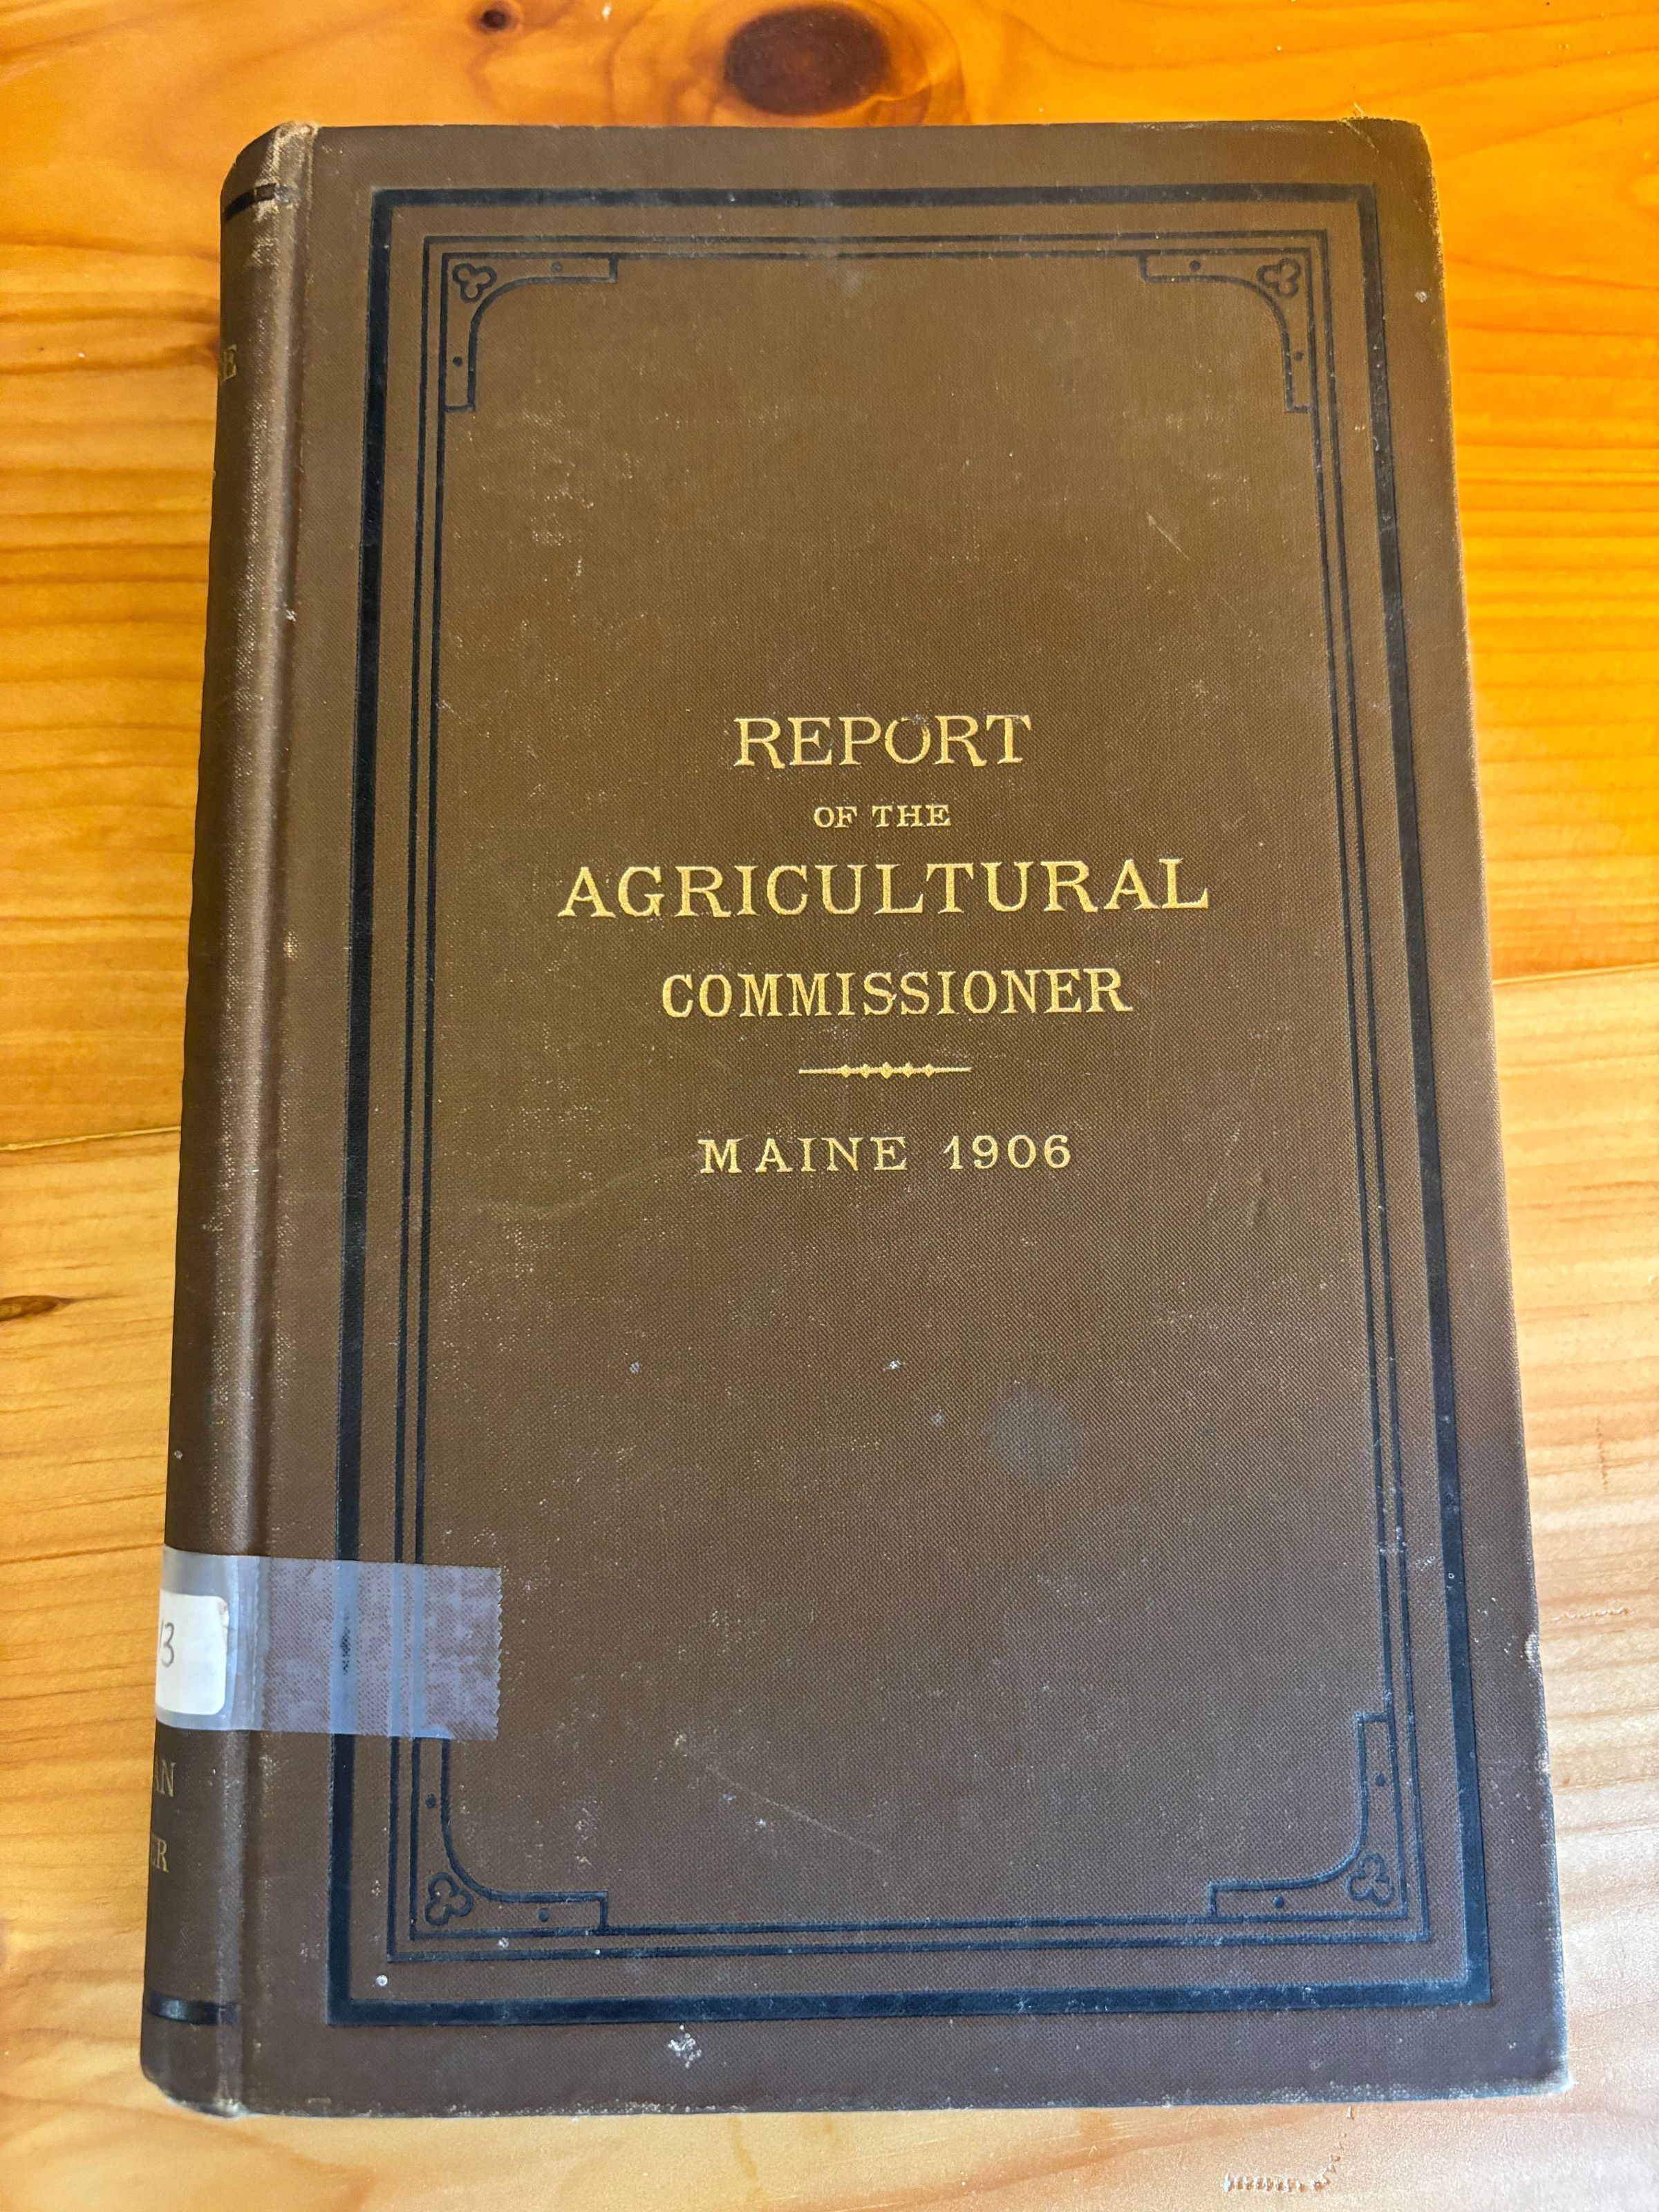 REPORT
OF THE
AGRICULTURAL
COMMISSIONER
MAINE 1906